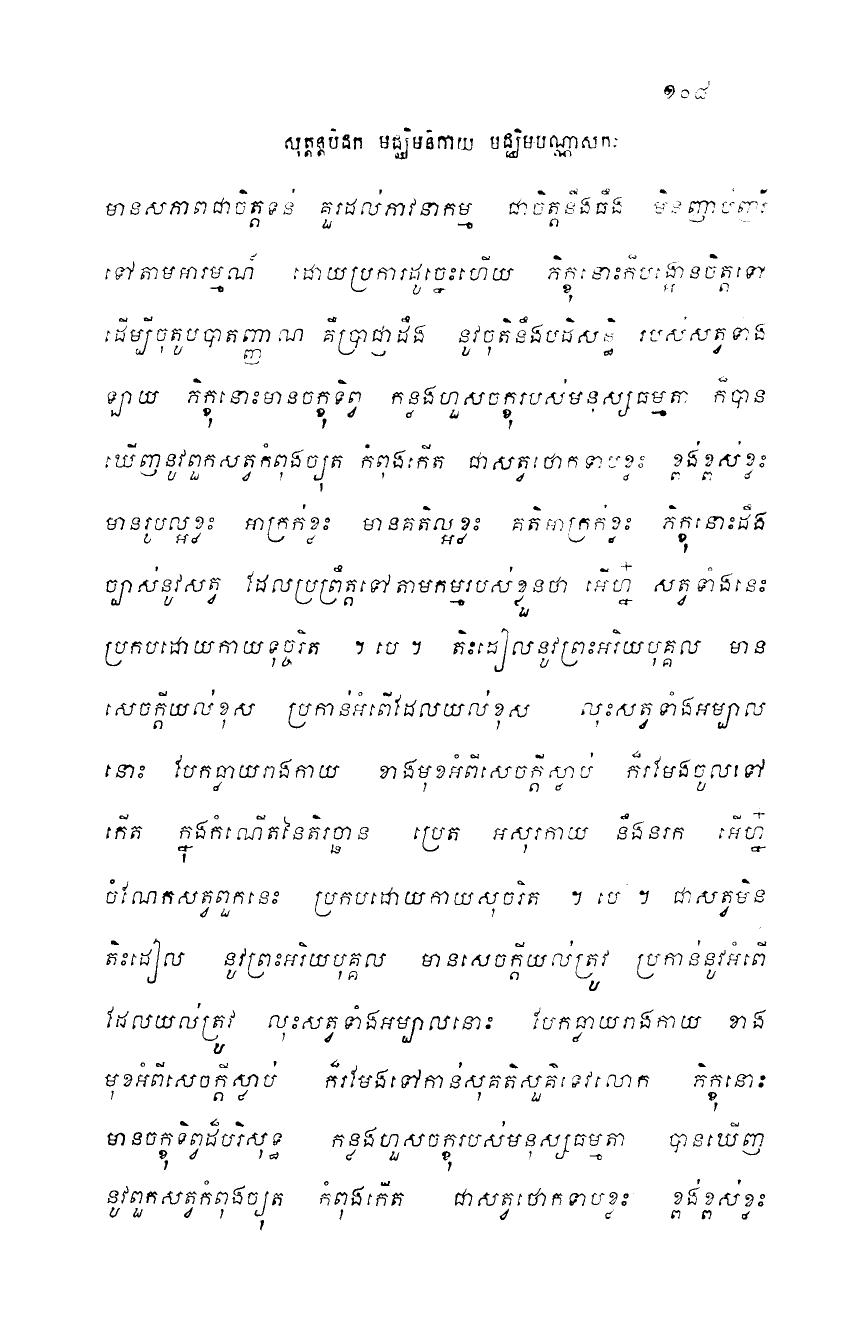 ១០៨
សុត្តន្តបិដក មជ្ឈិមនិកាយ មជ្ឈិមបណ្ណាសកៈ
មានសភាពជាចិត្តទន់ គួរដល់ភាវនាកម្ម ជាចិត្តនឹងធឹង មិនញាប់ញ័រ
ទៅតាមអារម្មណ៍ ដោយប្រការដូច្នេះហើយ ភិក្ខុនោះក៏បង្អោនចិត្តទៅ
ដើម្បីចុតូបបាតញ្ញាណ គឺប្រាជ្ញាដឹង នូវចុតិនឹងបដិសន្ធិ របស់សត្វទាំង
ឡាយ ភិក្ខុនោះមានចក្ខុទិព្វ កន្លងហួសចក្ខុរបស់មនុស្សធម្មតា ក៏បាន
ឃើញនូវពួកសត្វកំពុងច្យុត កំពុងកើត ជាសត្វថោកទាបខ្លះ ខ្ពង់ខ្ពស់ខ្លះ
មានរូបល្អខ្លះ អាក្រក់ខ្លះ មានគតិល្អខ្លះ គតិអាក្រក់ខ្លះ ភិក្ខុនោះដឹង
ច្បាស់នូវសត្វ ដែលប្រព្រឹត្តទៅតាមកម្មរបស់ខ្លួនថា អើហ្ន៎ សត្វទាំងនេះ
ប្រកបដោយកាយទុច្ចរិត ។ បេ ។ តិះដៀលនូវព្រះអរិយបុគ្គល មាន
សេចក្តីយល់ខុស ប្រកាន់អំពើដែលយល់ខុស លុះសត្វទាំងអម្បាល
នោះ បែកធ្លាយរាងកាយ ខាងមុខអំពីសេចក្តីស្លាប់ ក៏រមែងចូលទៅ
កើត ក្នុងកំណើតនៃតិរច្ឆាន ប្រេត អសុរកាយ នឹងនរក អើហ្ន៎
ចំណែកសត្វពួកនេះ ប្រកបដោយកាយសុចរិត ។ បេ ។ ជាសត្វមិន
តិះដៀល នូវព្រះអរិយបុគ្គល មានសេចក្តីយល់ត្រូវ ប្រកាន់នូវអំពើ
ដែលយល់ត្រូវ លុះសត្វទាំងអម្បាលនោះ បែកធ្លាយរាងកាយ ខាង
មុខអំពីសេចក្តីស្លាប់ ក៏រមែងទៅកាន់សុគតិសួគ៌ទេវលោក ភិក្ខុនោះ
មានចក្ខុទិព្វដ៏បរិសុទ្ធ កន្លងហួសចក្ខុរបស់មនុស្សធម្មតា បានឃើញ
នូវពួកសត្វកំពុងច្យុត កំពុងកើត ជាសត្វថោកទាបខ្លះ ខ្ពង់ខ្ពស់ខ្លះ